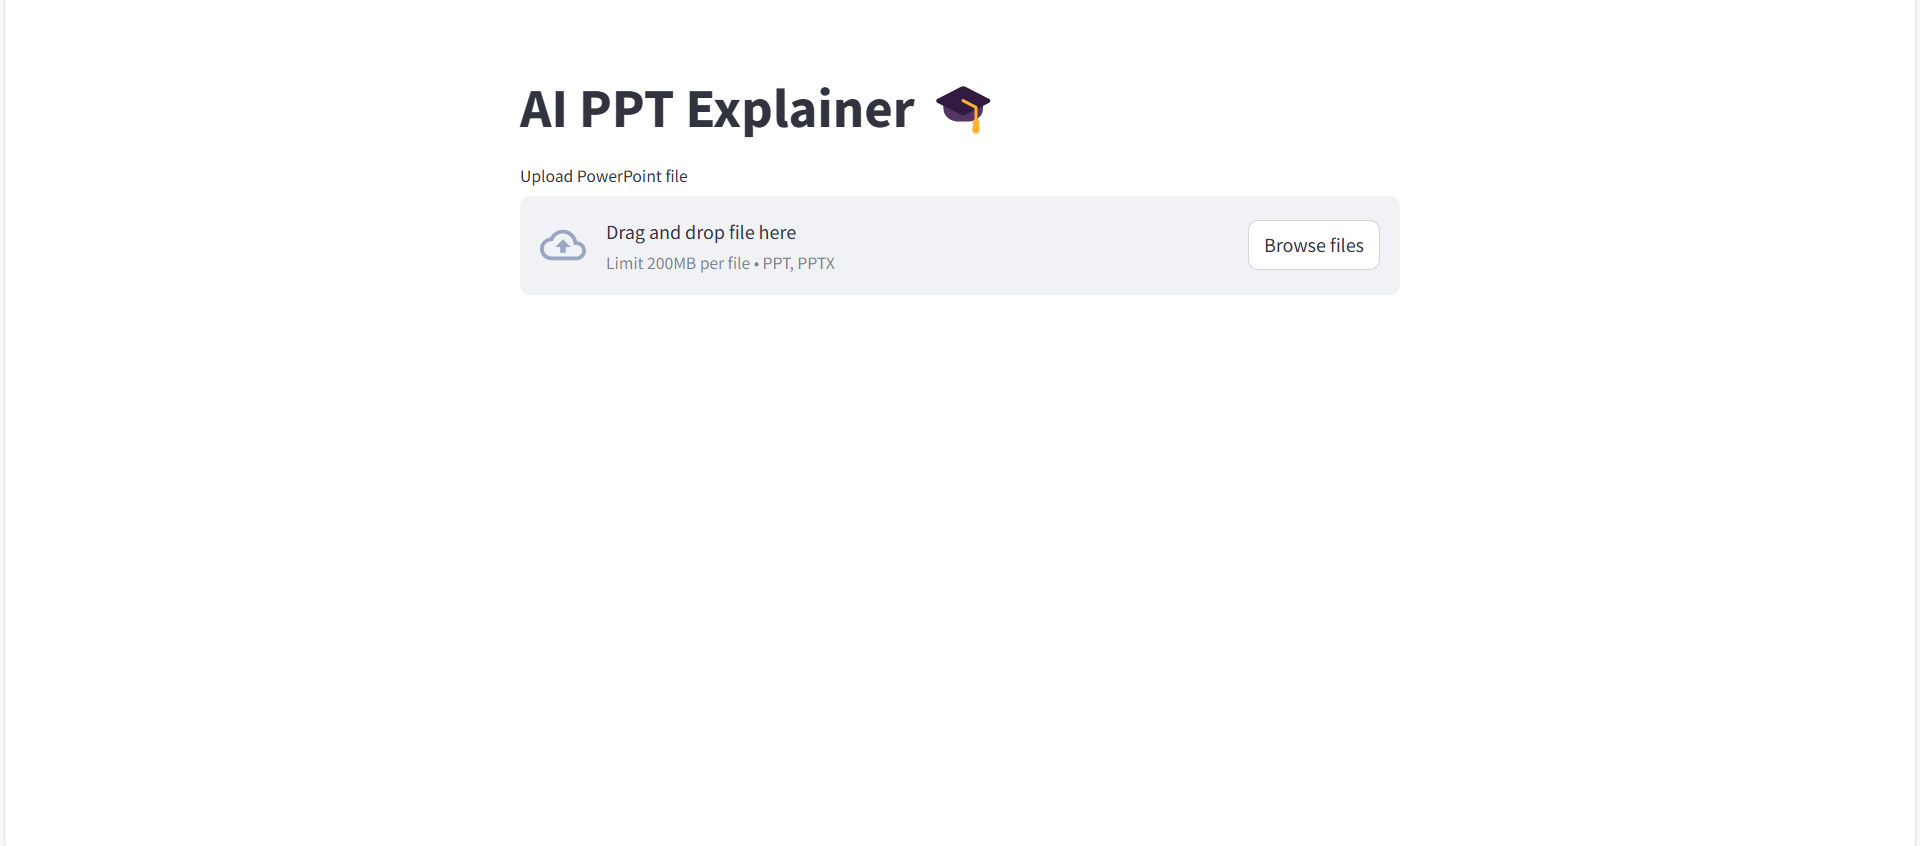 AI PPT Explainer
Upload PowerPoint file
Drag and drop file here
Limit 200MB per file • PPT, PPTX
Browse files